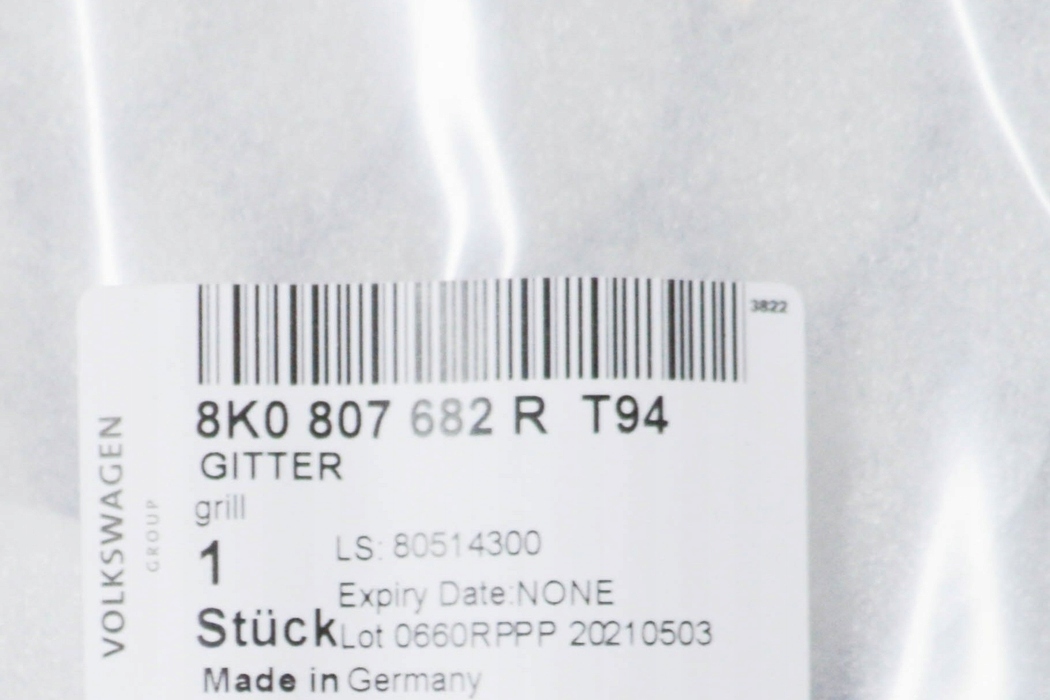 3822
8K0 807 682 R T94
GITTER
grill
1
LS: 80514300
Expiry Date:NONE
Stück
Lot 0660RPPP 20210503
Made in Germany
VOLKSWAGEN
GROUP